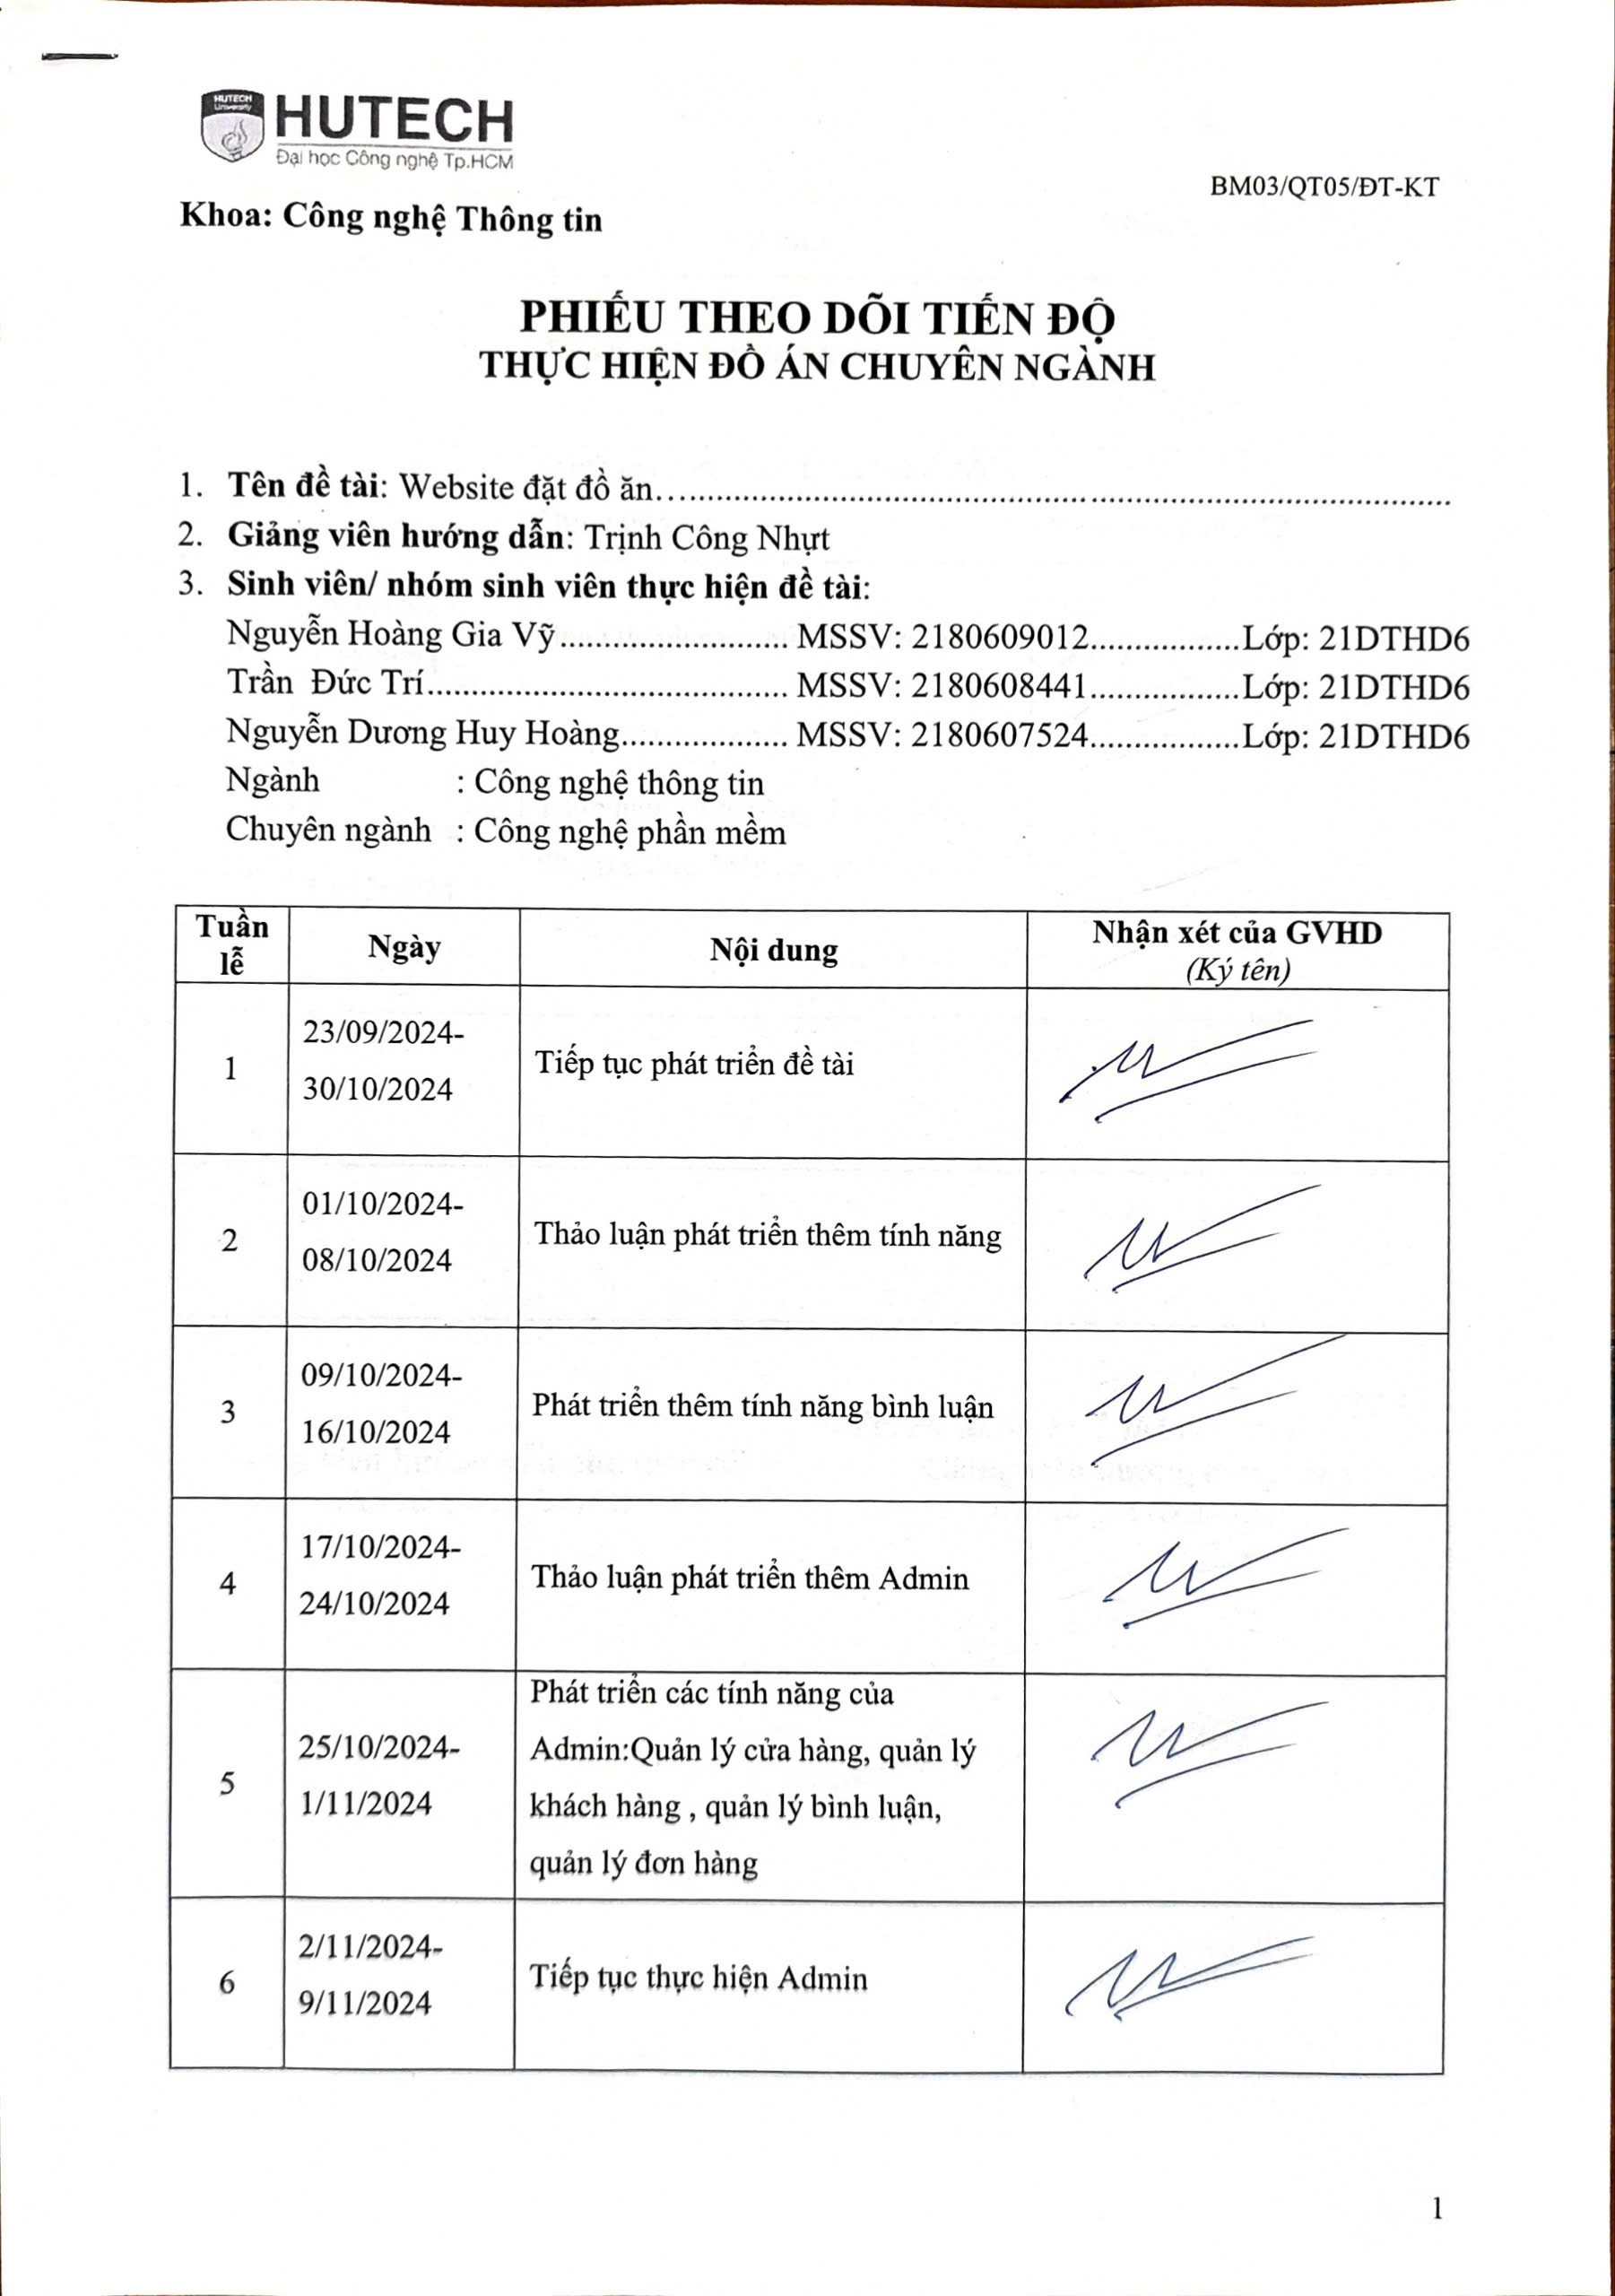 HUTECH
University
HUTECH
Đại học Công nghệ Tp.HCM
BM03/QT05/ĐT-KT
Khoa: Công nghệ Thông tin
PHIẾU THEO DÕI TIẾN ĐỘ
THỰC HIỆN ĐỒ ÁN CHUYÊN NGÀNH
1. Tên đề tài: Website đặt đồ ăn
2. Giảng viên hướng dẫn: Trịnh Công Nhựt
3. Sinh viên/ nhóm sinh viên thực hiện đề tài:
Nguyễn Hoàng Gia Vỹ MSSV: 2180609012 Lớp: 21DTHD6
Trần Đức Trí MSSV: 2180608441 Lớp: 21DTHD6
Nguyễn Dương Huy Hoàng MSSV: 2180607524 Lớp: 21DTHD6
Ngành : Công nghệ thông tin
Chuyên ngành : Công nghệ phần mềm
Tuần lễ Ngày Nội dung Nhận xét của GVHD
(Ký tên)
1 23/09/2024-
30/10/2024 Tiếp tục phát triển đề tài
2 01/10/2024-
08/10/2024 Thảo luận phát triển thêm tính năng
3 09/10/2024-
16/10/2024 Phát triển thêm tính năng bình luận
4 17/10/2024-
24/10/2024 Thảo luận phát triển thêm Admin
5 25/10/2024-
1/11/2024 Phát triển các tính năng của
Admin:Quản lý cửa hàng, quản lý
khách hàng , quản lý bình luận,
quản lý đơn hàng
6 2/11/2024-
9/11/2024 Tiếp tục thực hiện Admin
1